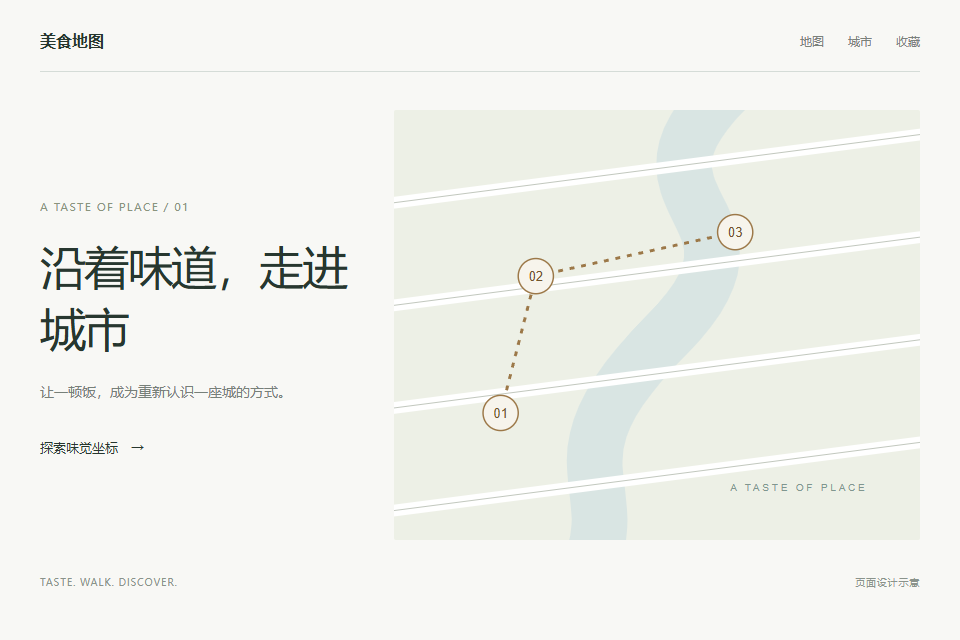 美食地图
地图 城市 收藏
A TASTE OF PLACE / 01
沿着味道，走进
城市
让一顿饭，成为重新认识一座城的方式。
探索味觉坐标 →
03
02
01
A TASTE OF PLACE
TASTE. WALK. DISCOVER.
页面设计示意